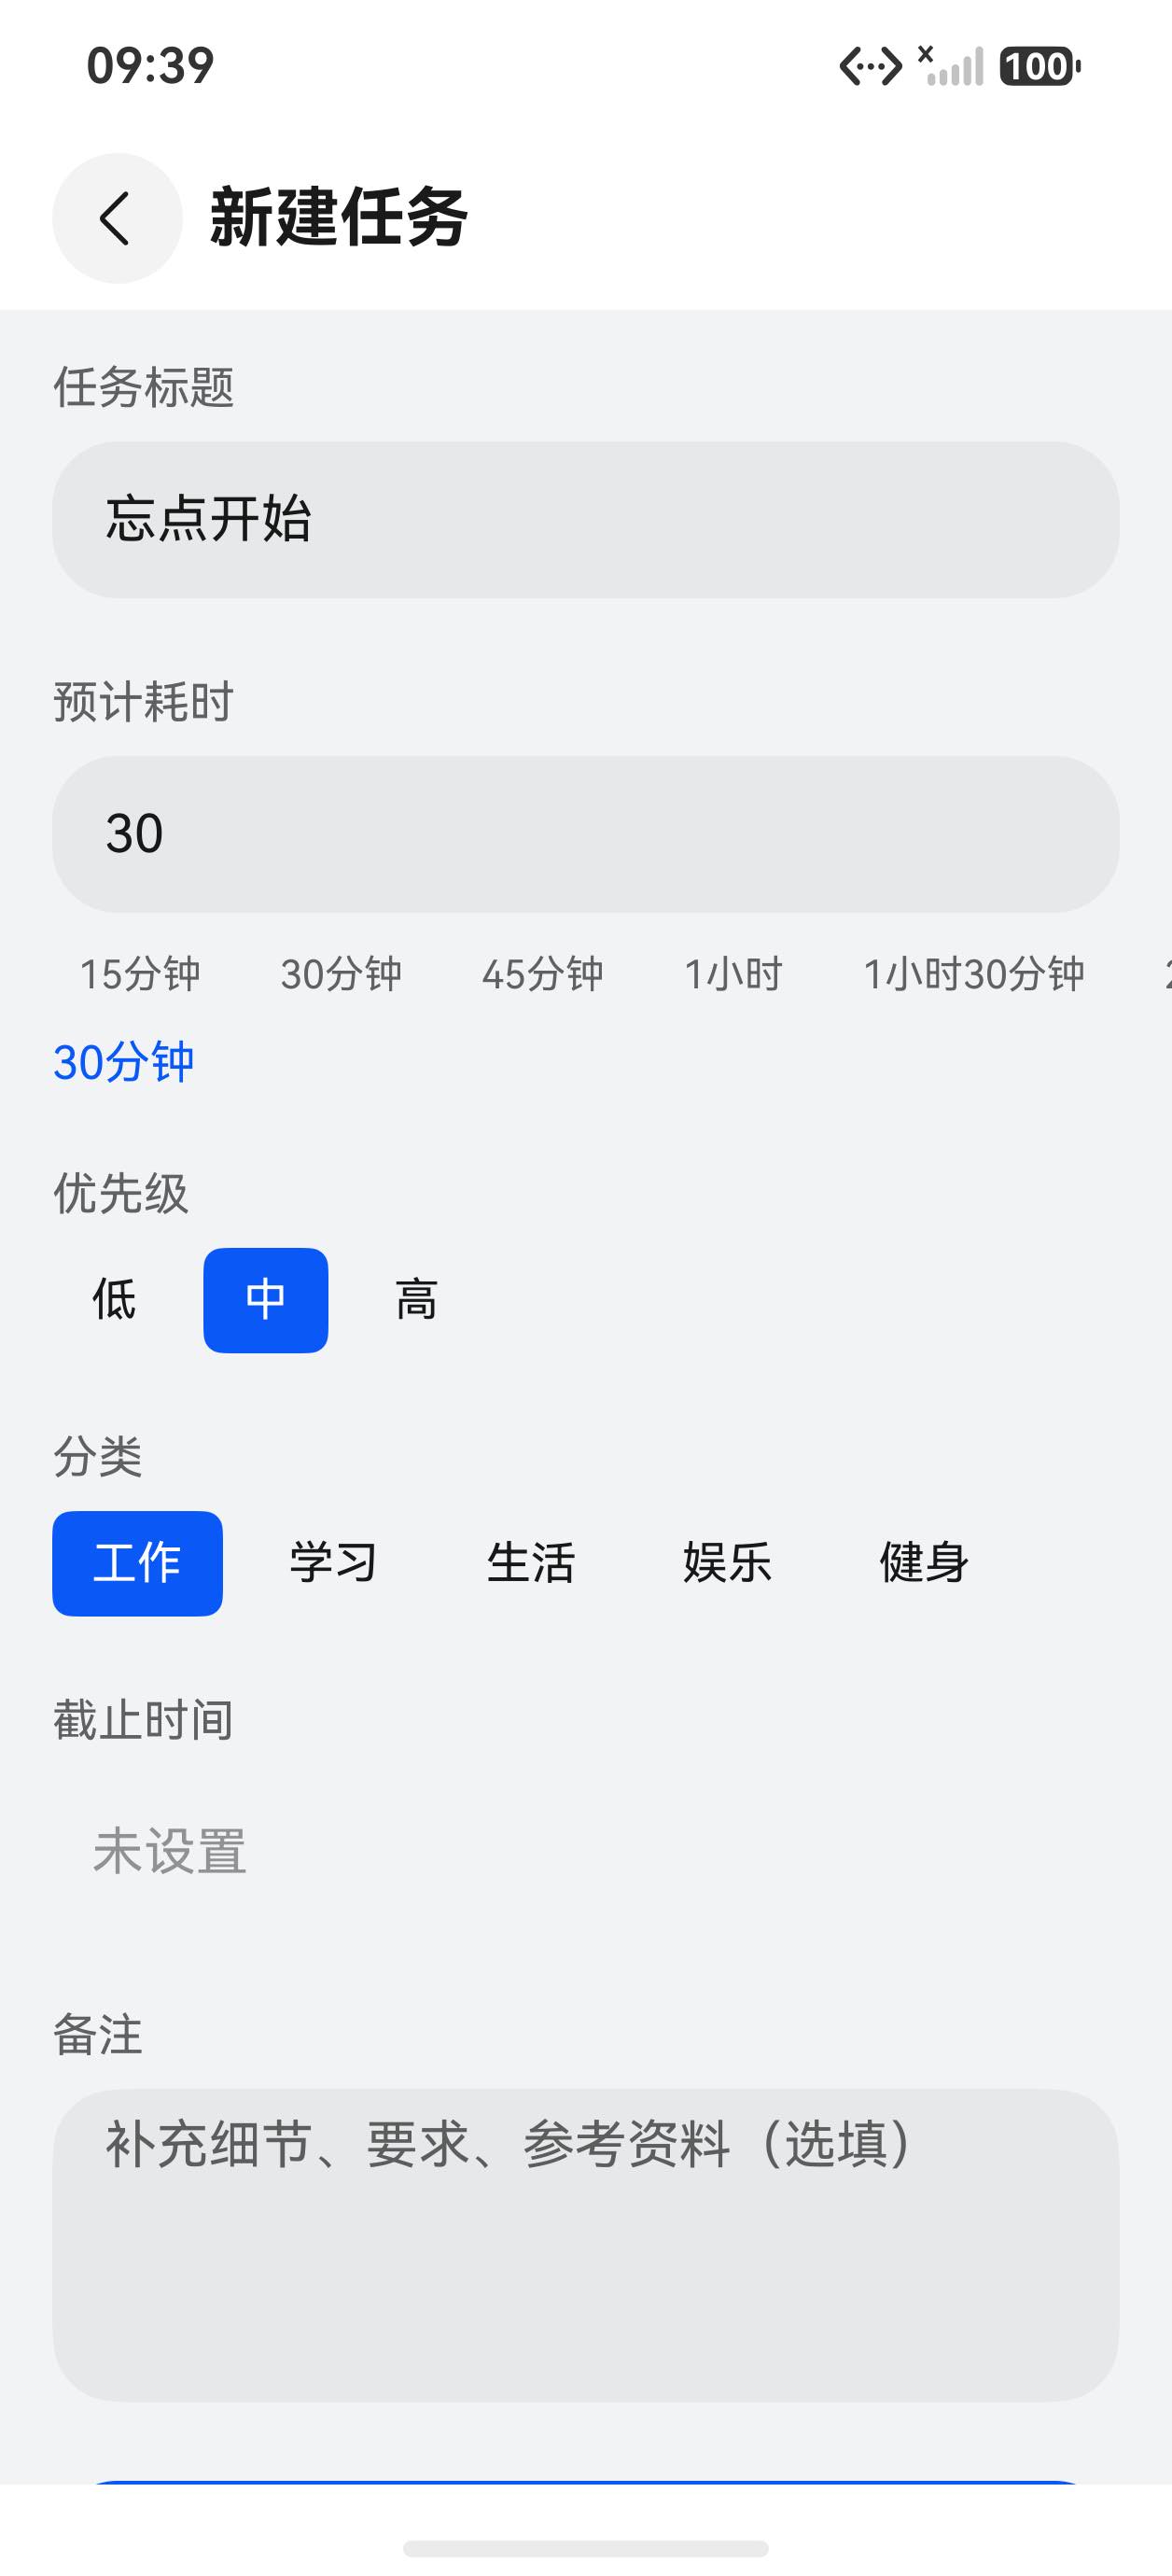 09:39
100
新建任务
任务标题
忘点开始
预计耗时
30
15分钟 30分钟 45分钟 1小时 1小时30分钟
30分钟
优先级
低 中 高
分类
工作 学习 生活 娱乐 健身
截止时间
未设置
备注
补充细节、要求、参考资料（选填）